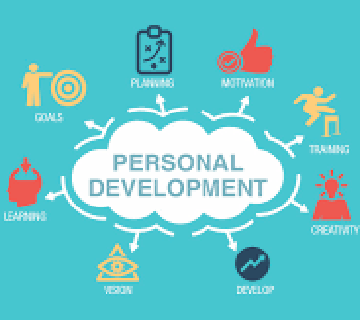 PLANNING
MOTIVATION
GOALS
TRAINING
PERSONAL
DEVELOPMENT
LEARNING
CREATIVITY
VISION
DEVELOP